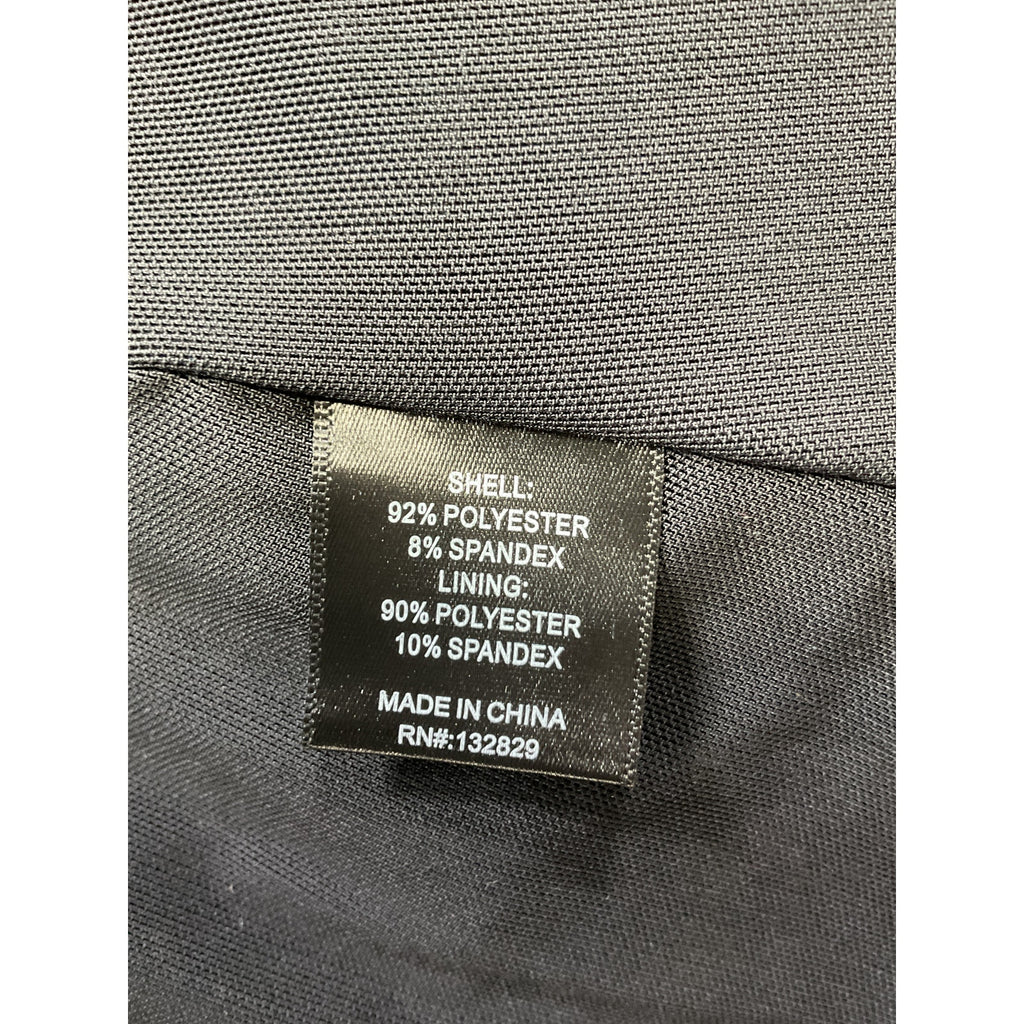 SHELL:
92% POLYESTER
8% SPANDEX
LINING:
90% POLYESTER
10% SPANDEX
MADE IN CHINA
RN#:132829